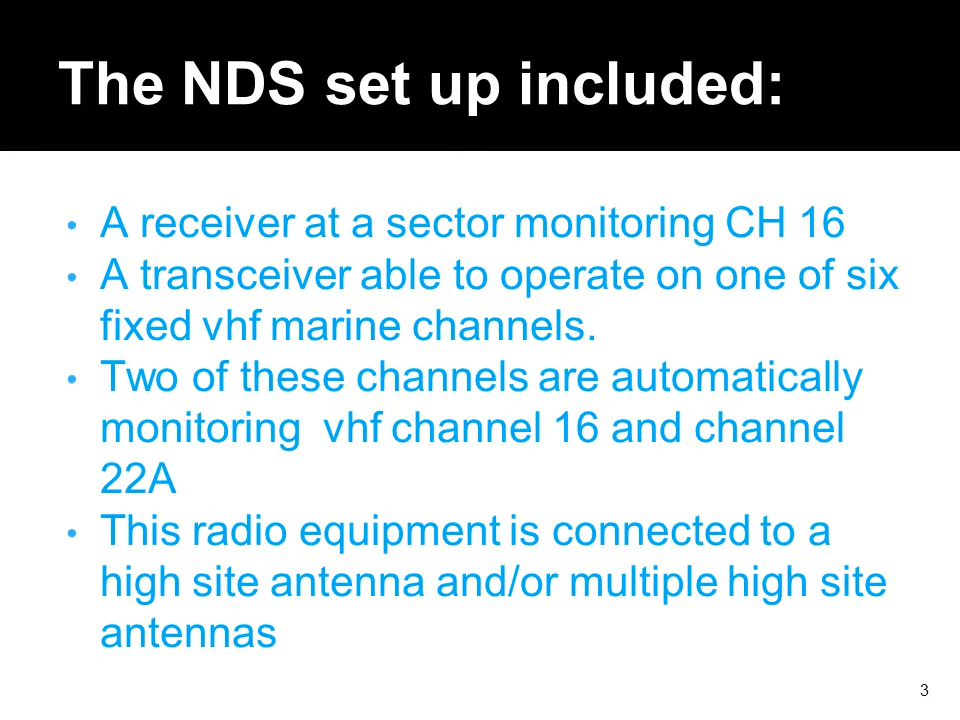 The NDS set up included:
• A receiver at a sector monitoring CH 16
• A transceiver able to operate on one of six
fixed vhf marine channels.
• Two of these channels are automatically
monitoring  vhf channel 16 and channel
22A
• This radio equipment is connected to a
high site antenna and/or multiple high site
antennas
3